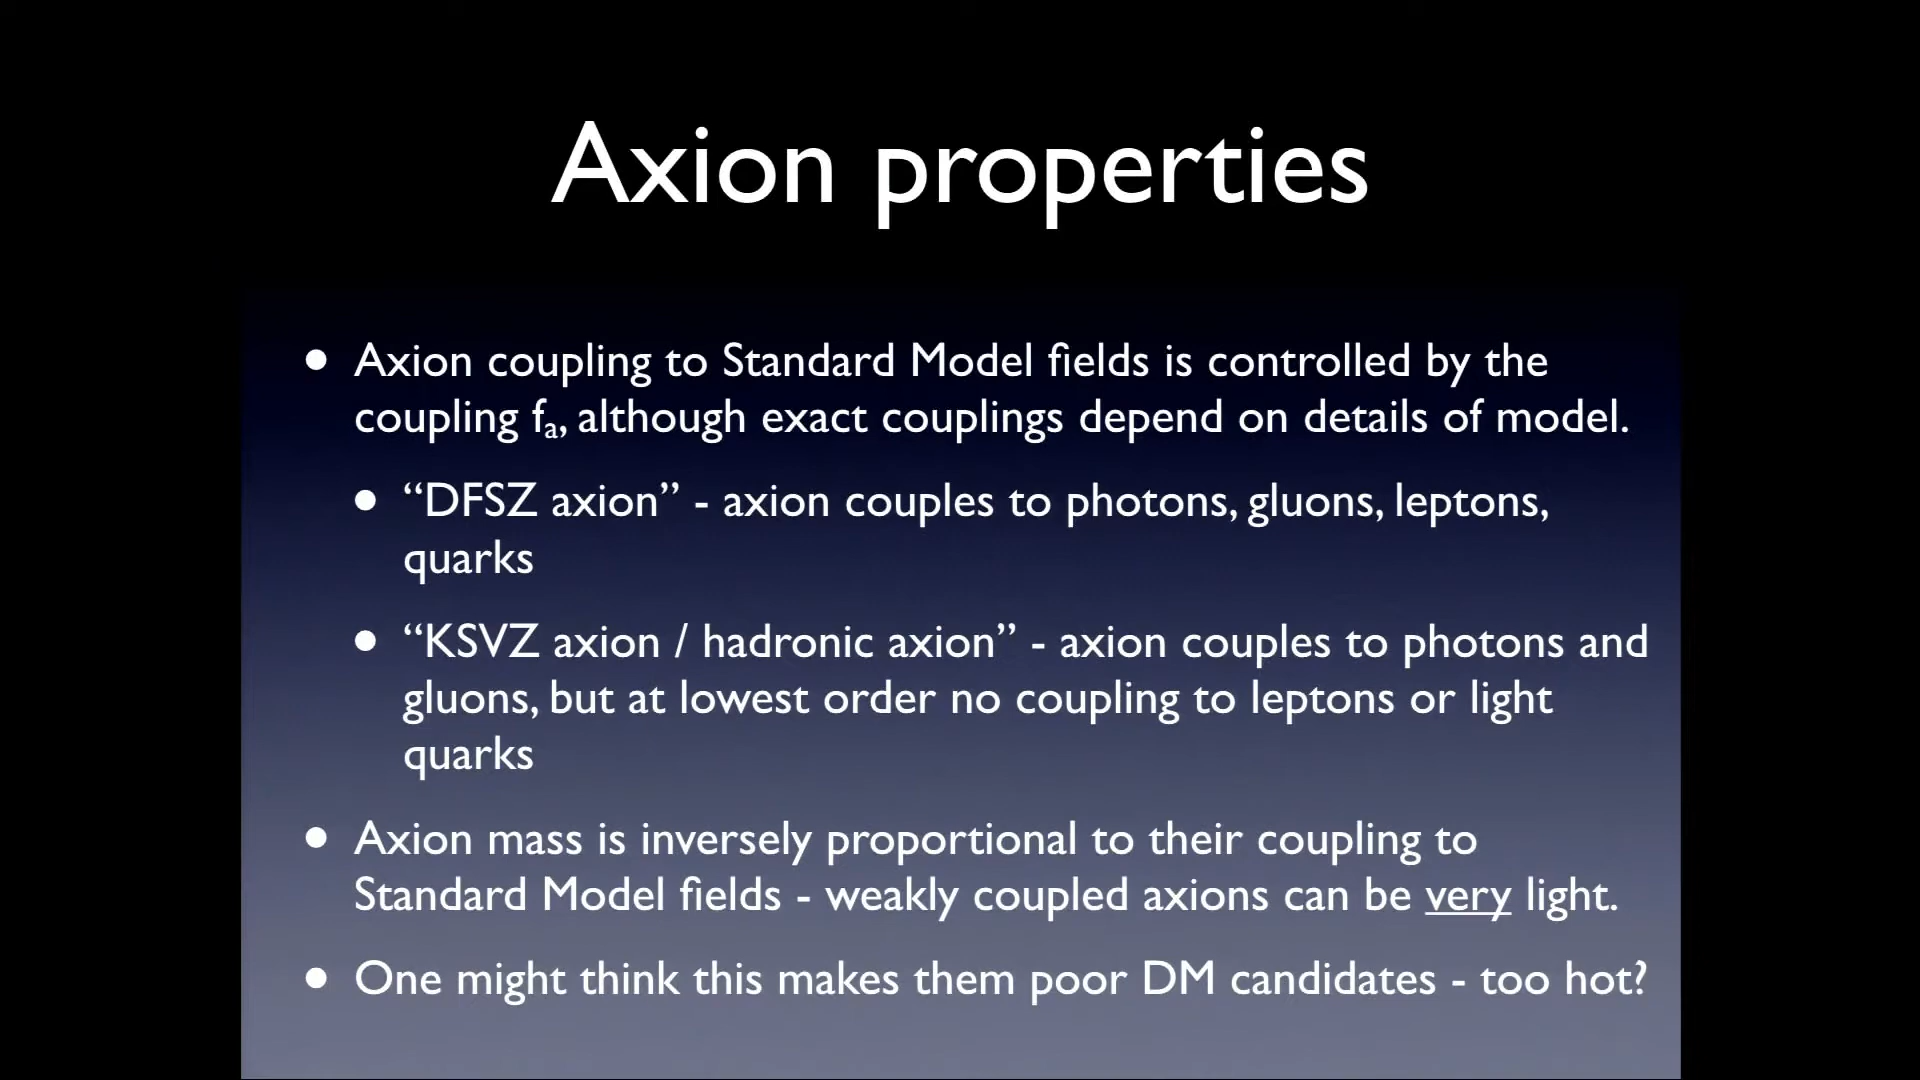 Axion properties
• Axion coupling to Standard Model fields is controlled by the
coupling fa, although exact couplings depend on details of model.
• “DFSZ axion” - axion couples to photons, gluons, leptons,
quarks
• “KSVZ axion / hadronic axion” - axion couples to photons and
gluons, but at lowest order no coupling to leptons or light
quarks
• Axion mass is inversely proportional to their coupling to
Standard Model fields - weakly coupled axions can be very light.
• One might think this makes them poor DM candidates - too hot?